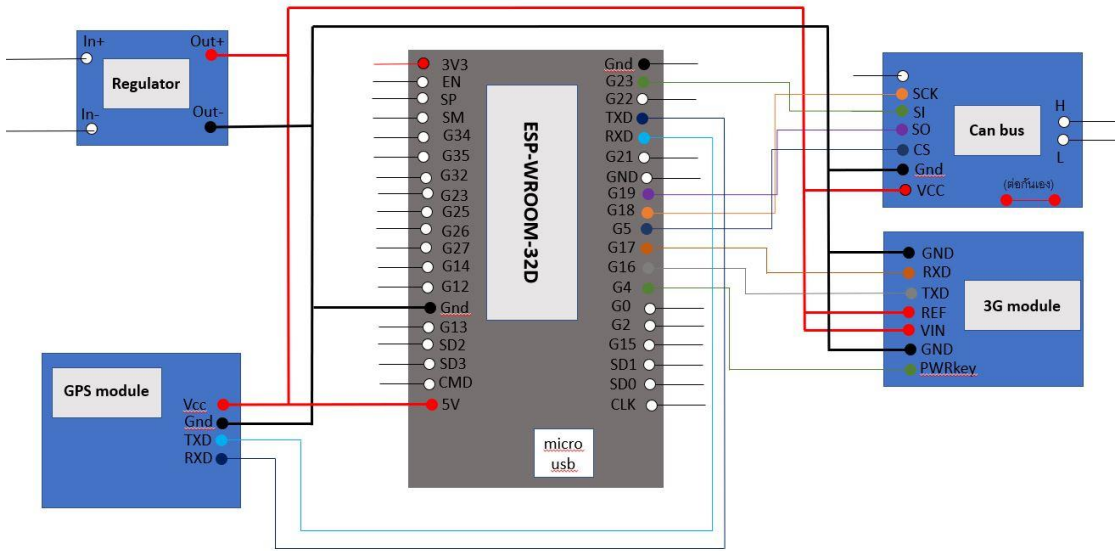 In+
Out+
Regulator
In-
Out-
3V3
EN
SP
SM
G34
G35
G32
G23
G25
G26
G27
G14
G12
Gnd
G13
SD2
SD3
CMD
5V
ESP-WROOM-32D
micro
usb
Gnd
G23
G22
TXD
RXD
G21
GND
G19
G18
G5
G17
G16
G4
G0
G2
G15
SD1
SD0
CLK
SCK
SI
SO
CS
Gnd
VCC
Can bus
H
L
(ต่อกันเอง)
GND
RXD
TXD
REF
VIN
GND
PWRkey
3G module
GPS module
Vcc
Gnd
TXD
RXD